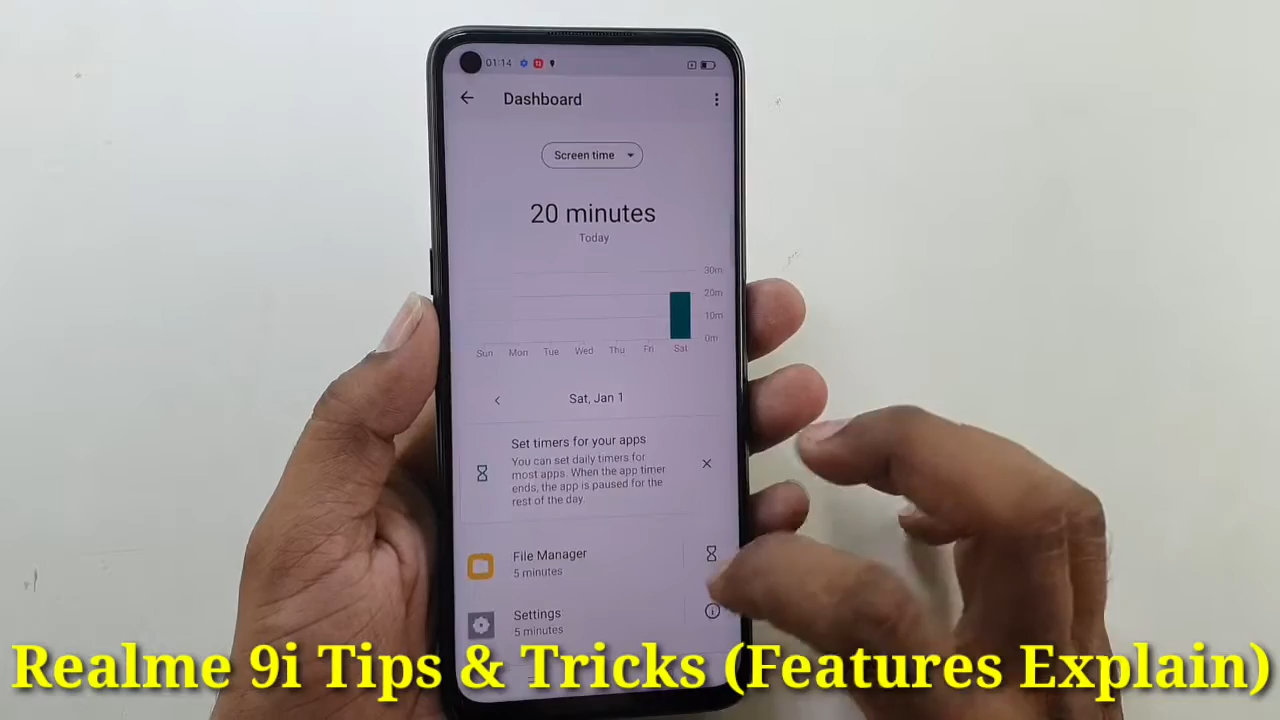 01:14
Dashboard
Screen time
20 minutes
Today
30m
20m
10m
0m
Sun Mon Tue Wed Thu Fri Sat
Sat, Jan 1
Set timers for your apps
You can set daily timers for
most apps. When the app timer
ends, the app is paused for the
rest of the day.
File Manager
5 minutes
Settings
5 minutes
Realme 9i Tips & Tricks (Features Explain)